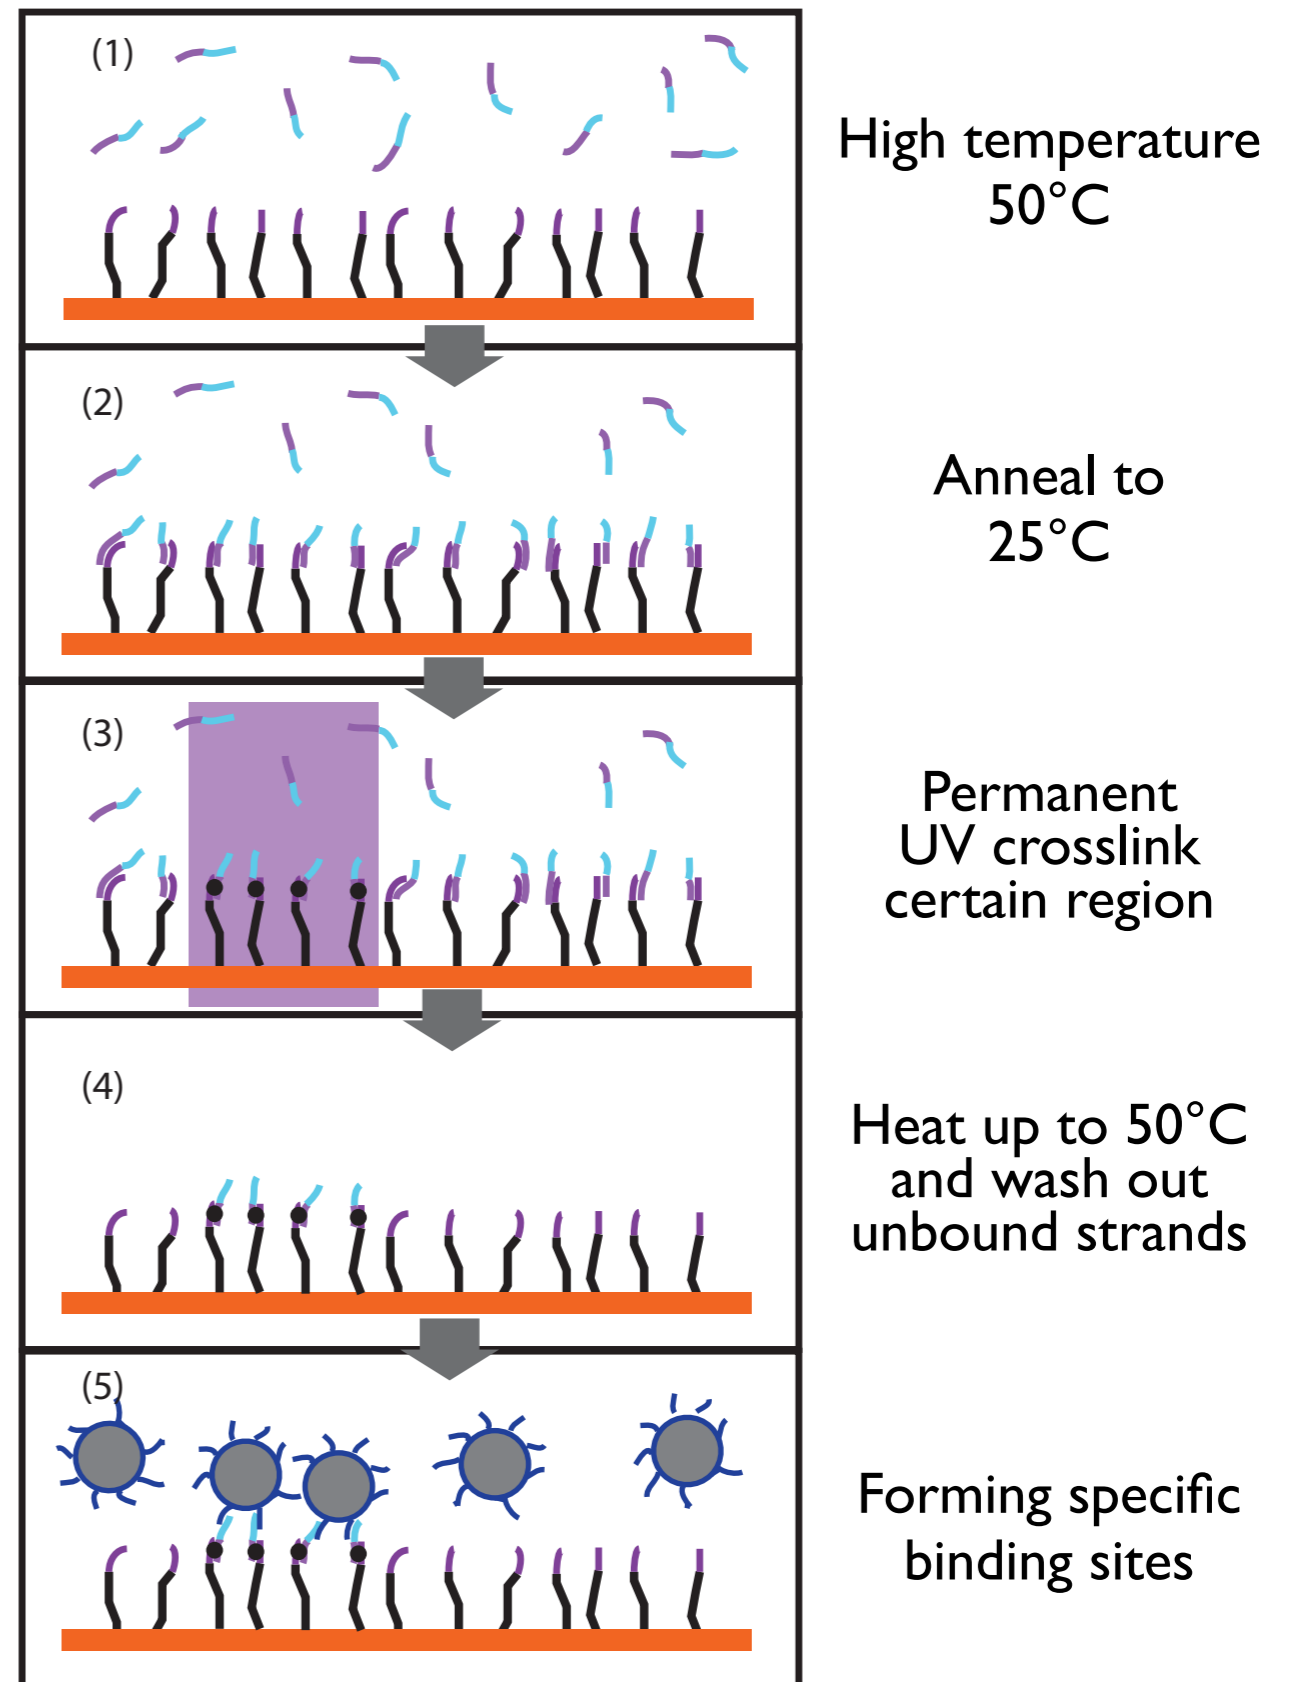 (1)
High temperature
50°C
(2)
Anneal to
25°C
(3)
Permanent
UV crosslink
certain region
(4)
Heat up to 50°C
and wash out
unbound strands
(5)
Forming specific
binding sites